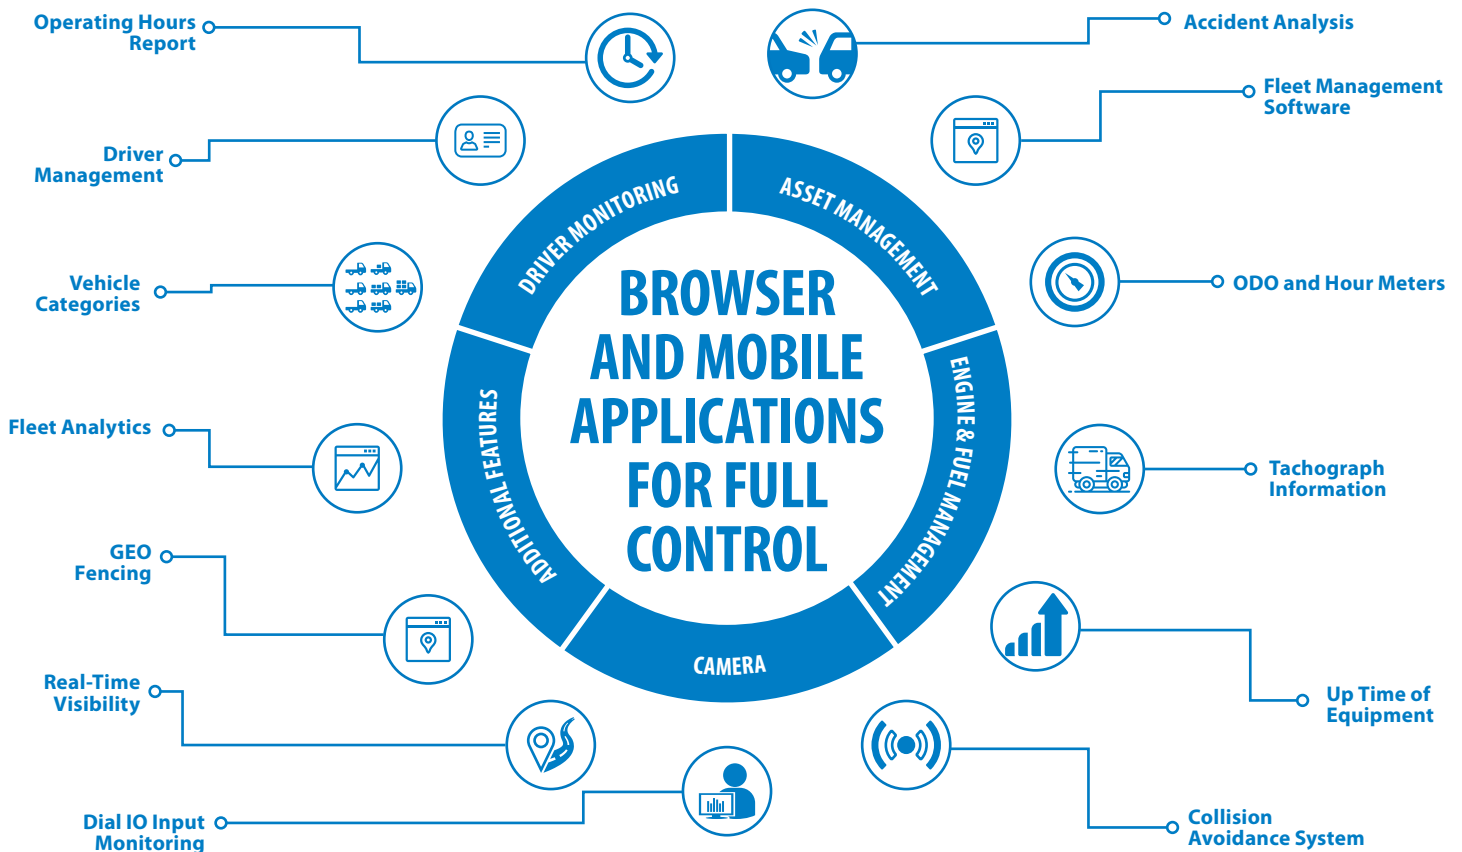 Operating Hours
Report
Driver
Management
Vehicle
Categories
Fleet Analytics
GEO
Fencing
Real-Time
Visibility
Dial IO Input
Monitoring
DRIVER MONITORING
ASSET MANAGEMENT
ENGINE & FUEL MANAGEMENT
CAMERA
ADDITIONAL FEATURES
BROWSER
AND MOBILE
APPLICATIONS
FOR FULL
CONTROL
Accident Analysis
Fleet Management
Software
ODO and Hour Meters
Tachograph
Information
Up Time of
Equipment
Collision
Avoidance System